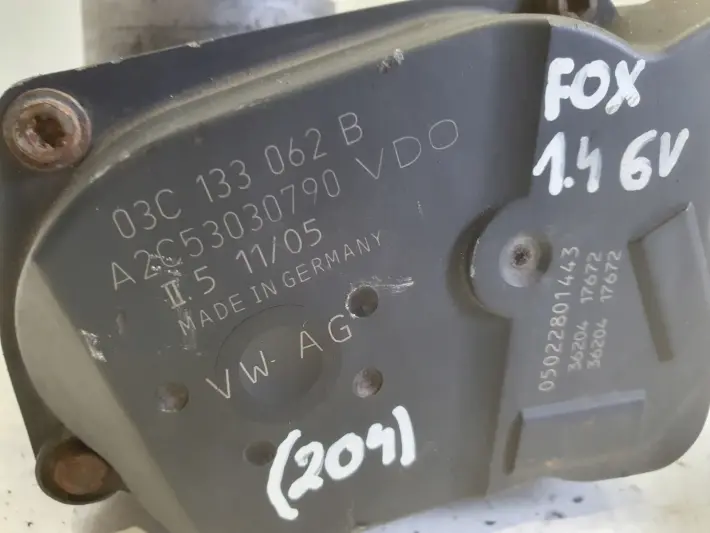 03C 133 062 B
A2C53030790 VDO
II.5 11/05
MADE IN GERMANY
VW AG
FOX
1.4 6V
05022801443
36204 17672
36204 17672
(204)